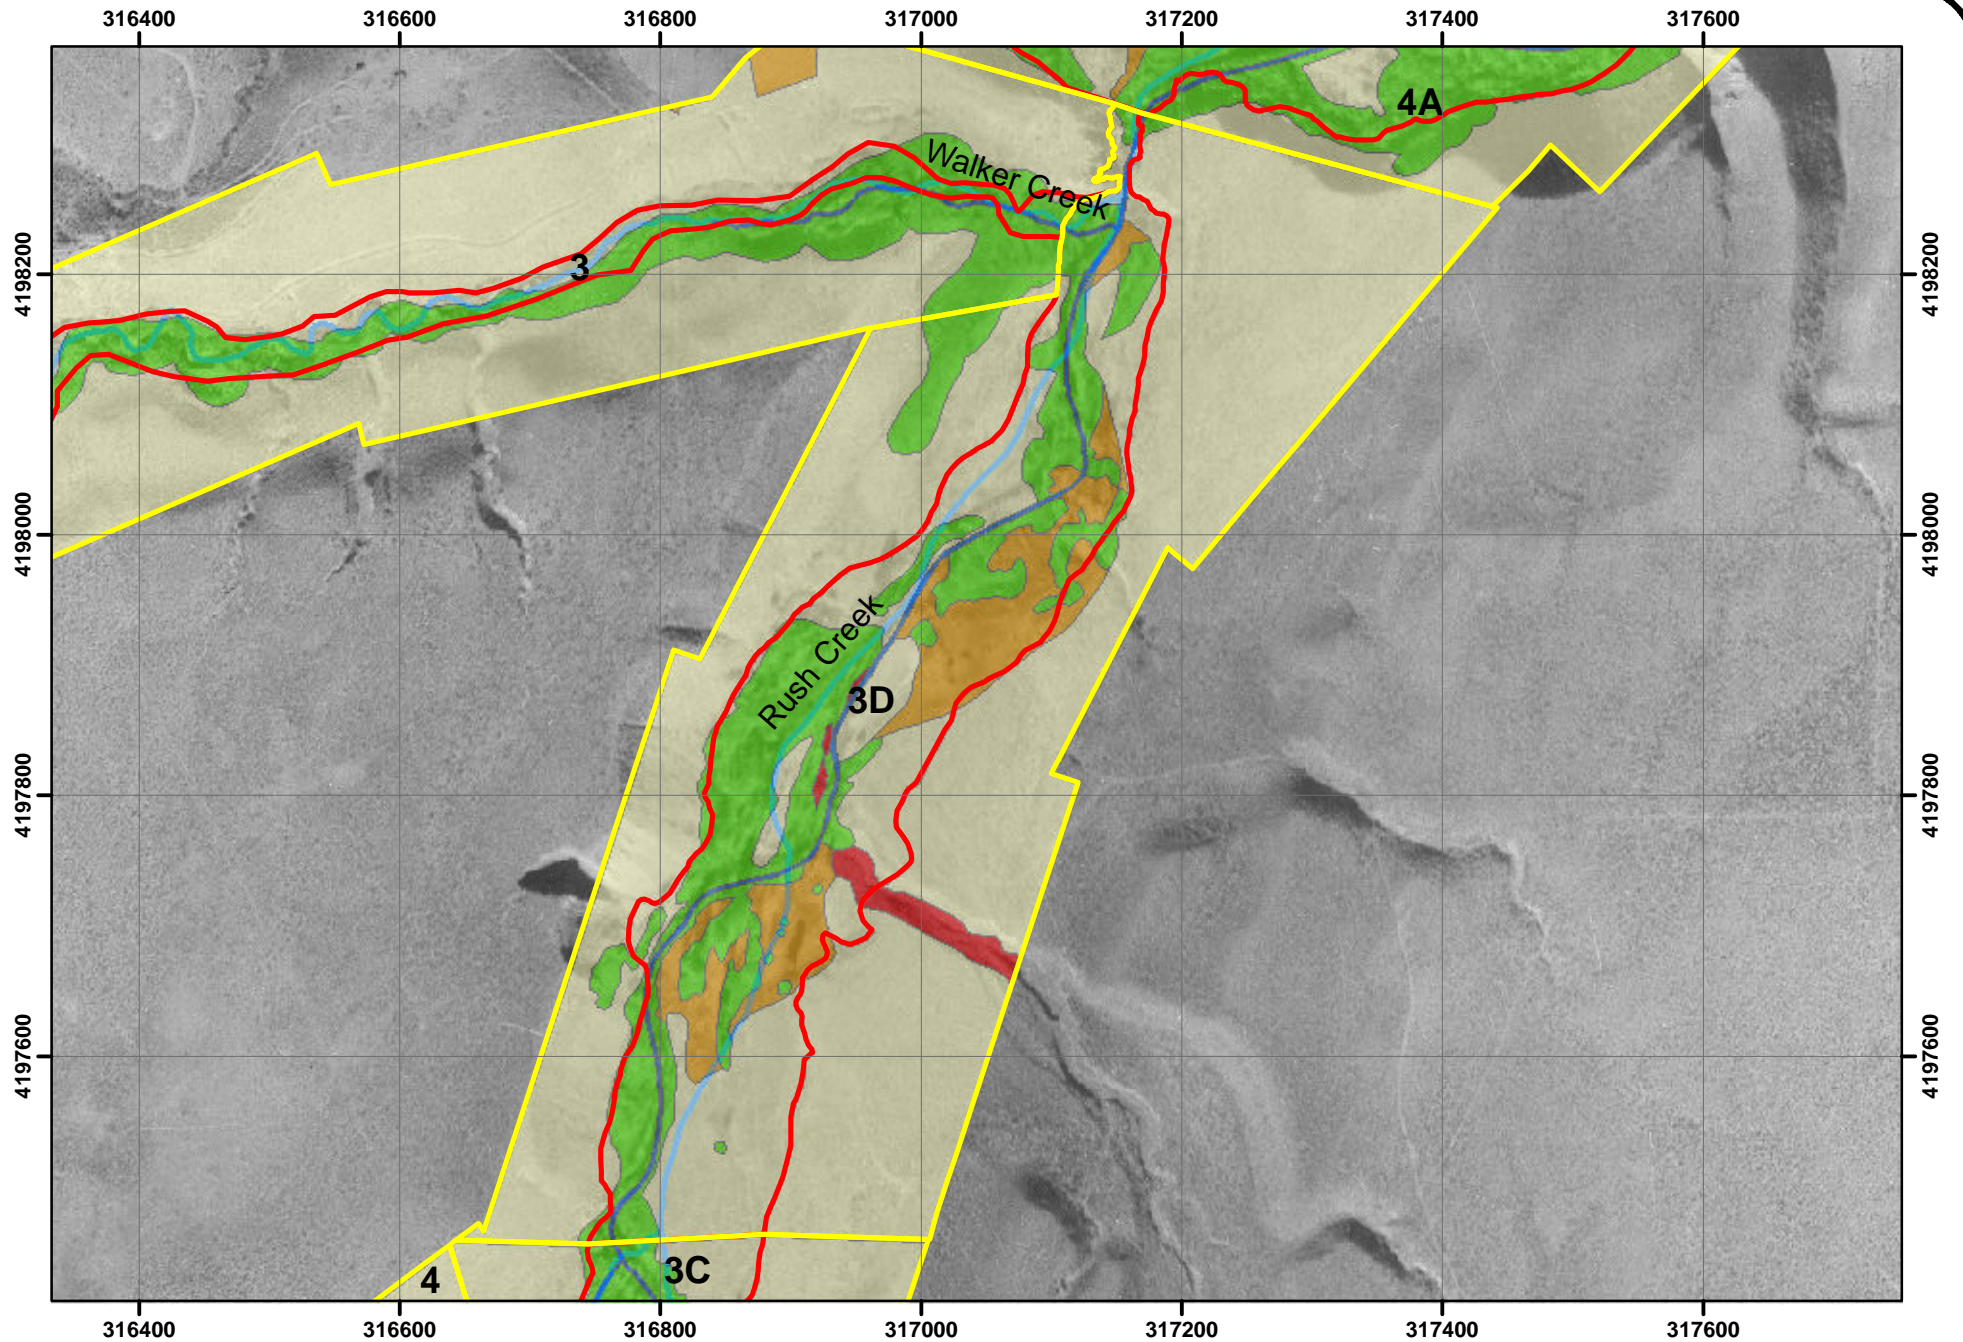 316400 316600 316800 317000 317200 317400 317600
4A
Walker Creek
3
4198200 4198200
4198000 4198000
Rush Creek
3D
4197800 4197800
4197600 4197600
3C
4
316400 316600 316800 317000 317200 317400 317600